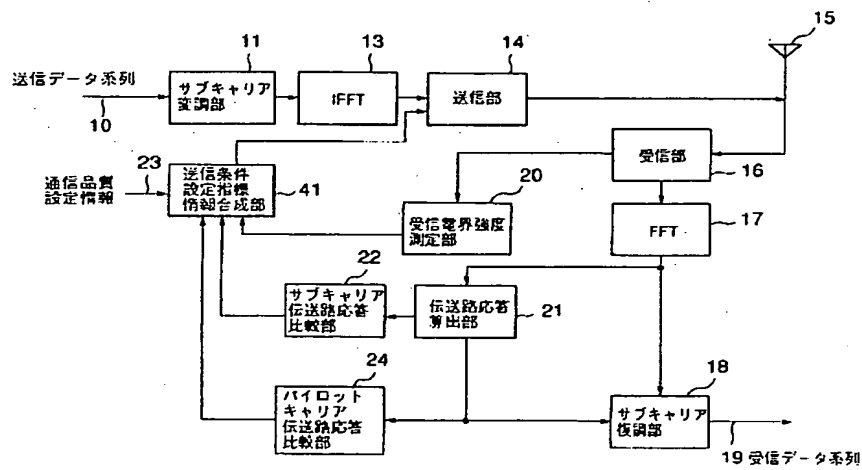 15
11
13
14
送信データ系列
10
サブキャリア
変調部
IFFT
送信部
23
通信品質
設定情報
送信条件
設定指標
情報合成部
41
受信部
16
20
受信電界強度
測定部
FFT
17
22
サブキャリア
伝送路応答
比較部
伝送路応答
算出部
21
24
パイロット
キャリア
伝送路応答
比較部
18
サブキャリア
復調部
19 受信データ系列